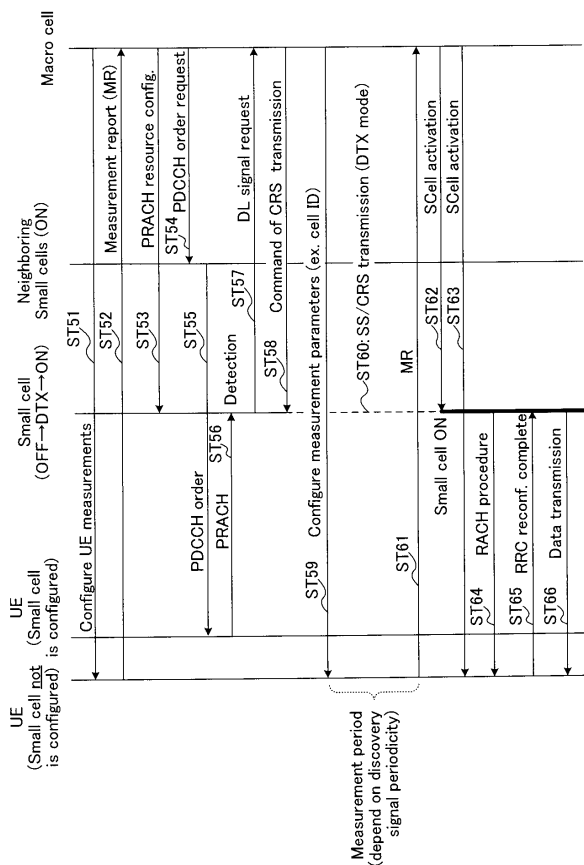 UE
(Small cell not
is configured)
UE
(Small cell
is configured)
Small cell
(OFF→DTX→ON)
Neighboring
Small cells (ON)
Macro cell
Configure UE measurements
ST51
ST52
Measurement report (MR)
ST53
PRACH resource config.
ST54
PDCCH order request
PDCCH order
ST55
PRACH
ST56
Detection
ST57
DL signal request
ST58
Command of CRS transmission
ST59
Configure measurement parameters (ex. cell ID)
ST60: SS/CRS transmission (DTX mode)
Measurement period
(depend on discovery
signal periodicity)
ST61
MR
Small cell ON
ST62
SCell activation
ST63
SCell activation
ST64
RACH procedure
ST65
RRC reconf. complete
ST66
Data transmission